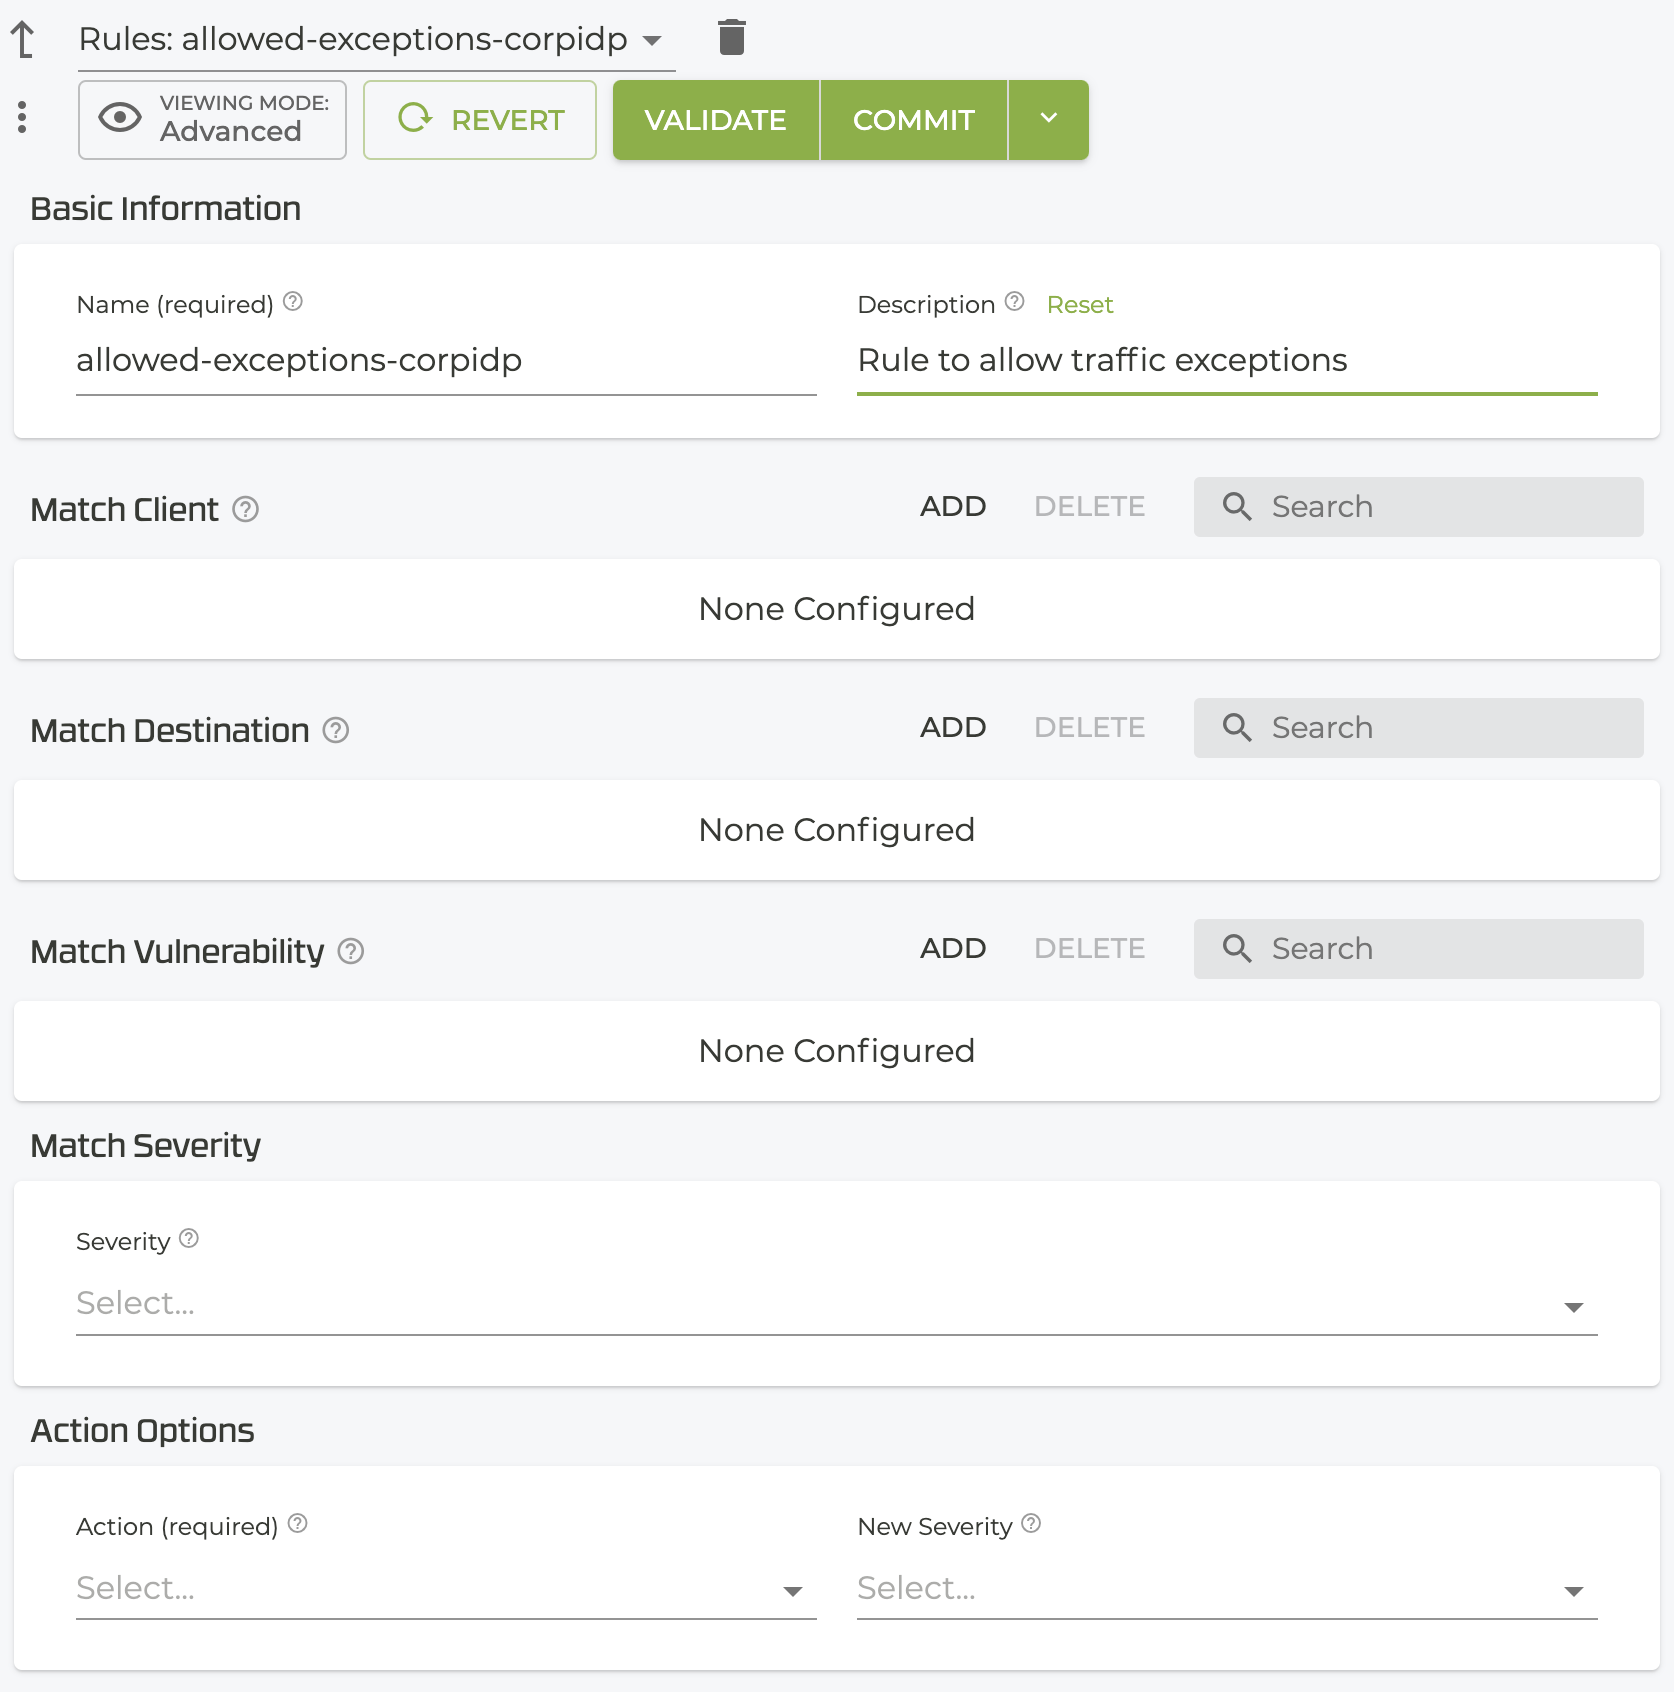 Rules: allowed-exceptions-corpidp
VIEWING MODE:
Advanced
REVERT
VALIDATE
COMMIT
Basic Information
Name (required)
Description Reset
allowed-exceptions-corpidp
Rule to allow traffic exceptions
Match Client
ADD DELETE Search
None Configured
Match Destination
ADD DELETE Search
None Configured
Match Vulnerability
ADD DELETE Search
None Configured
Match Severity
Severity
Select...
Action Options
Action (required)
New Severity
Select...
Select...